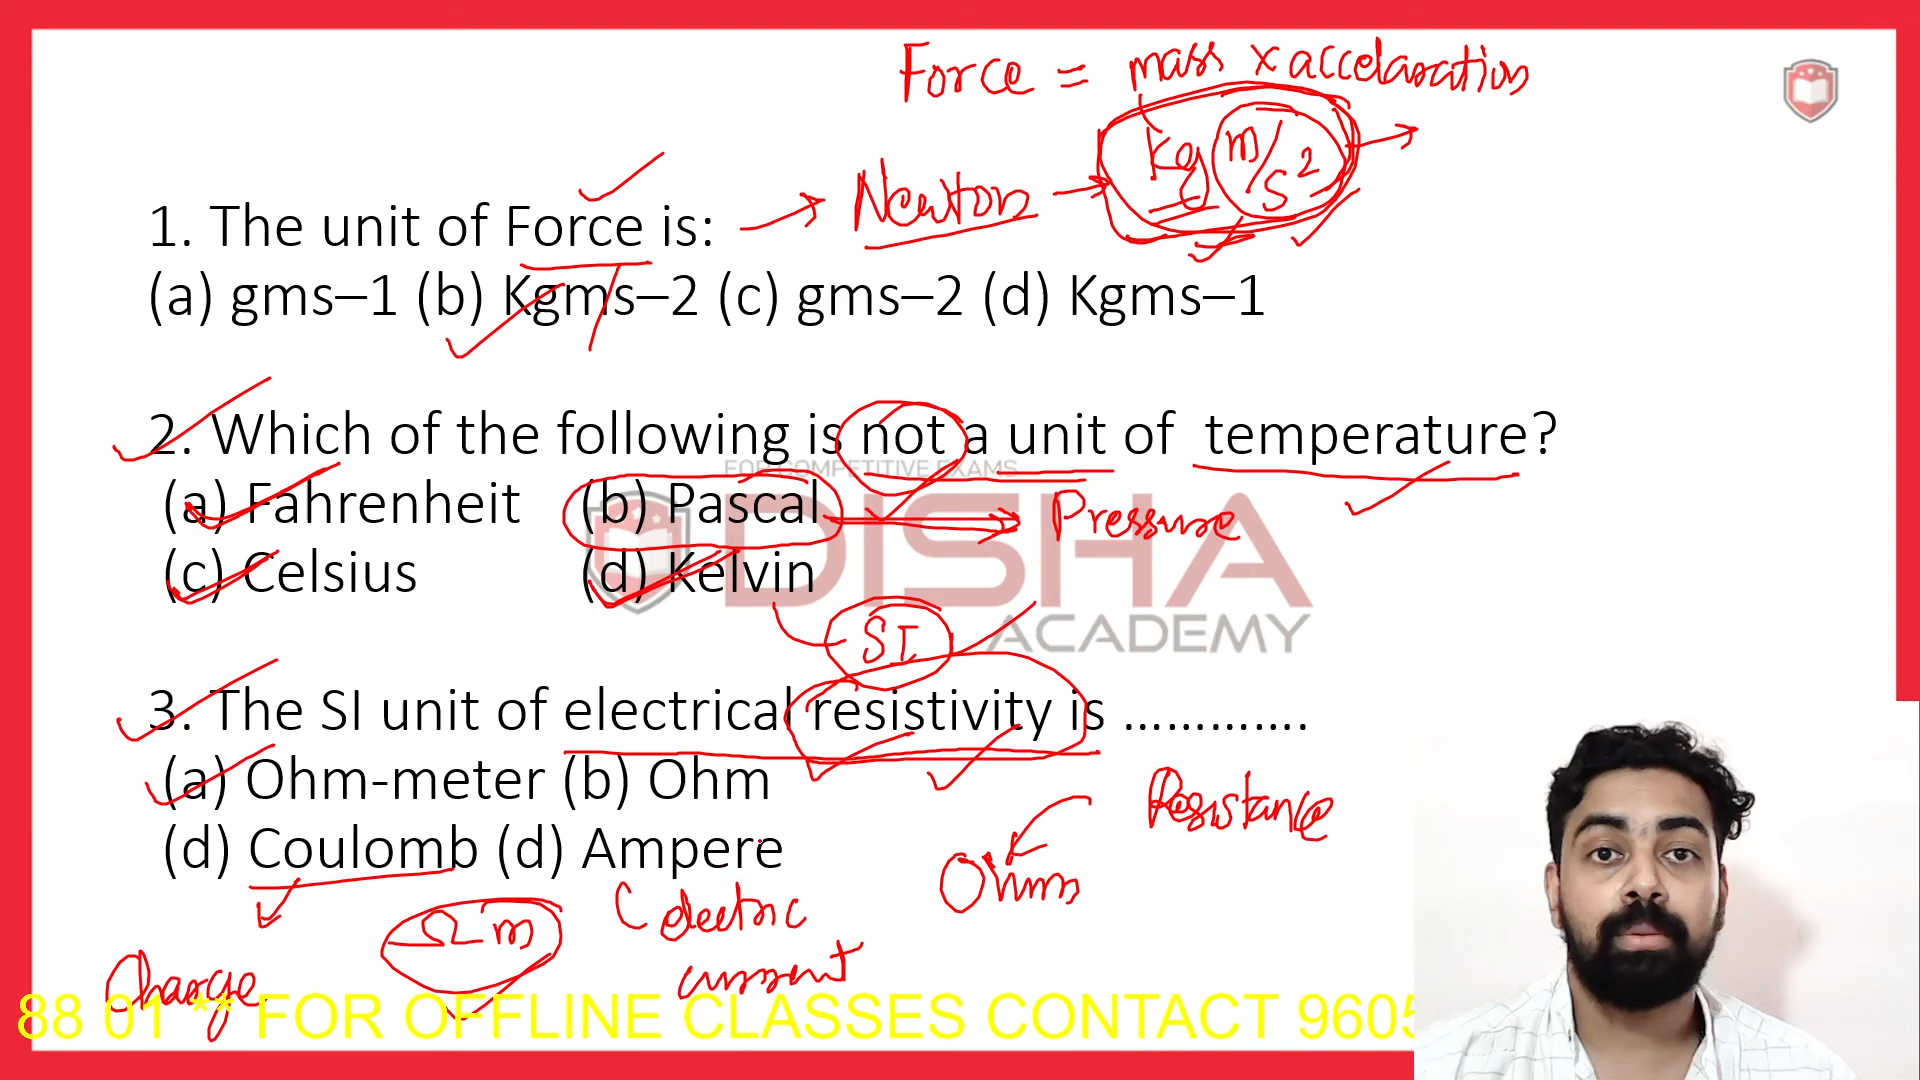 Force = mass x accelaration
kg m/s²
1. The unit of Force is: → Newton →
(a) gms–1 (b) Kgms–2 (c) gms–2 (d) Kgms–1
2. Which of the following is not a unit of temperature?
FOR COMPETITIVE EXAMS
(a) Fahrenheit (b) Pascal → Pressure
DISHA
(c) Celsius (d) Kelvin
SI
ACADEMY
3. The SI unit of electrical resistivity is .............
(a) Ohm-meter (b) Ohm
Resistance
(d) Coulomb (d) Ampere
Ohms
Ω m
electric
current
Charge
88 01 ** FOR OFFLINE CLASSES CONTACT 9605